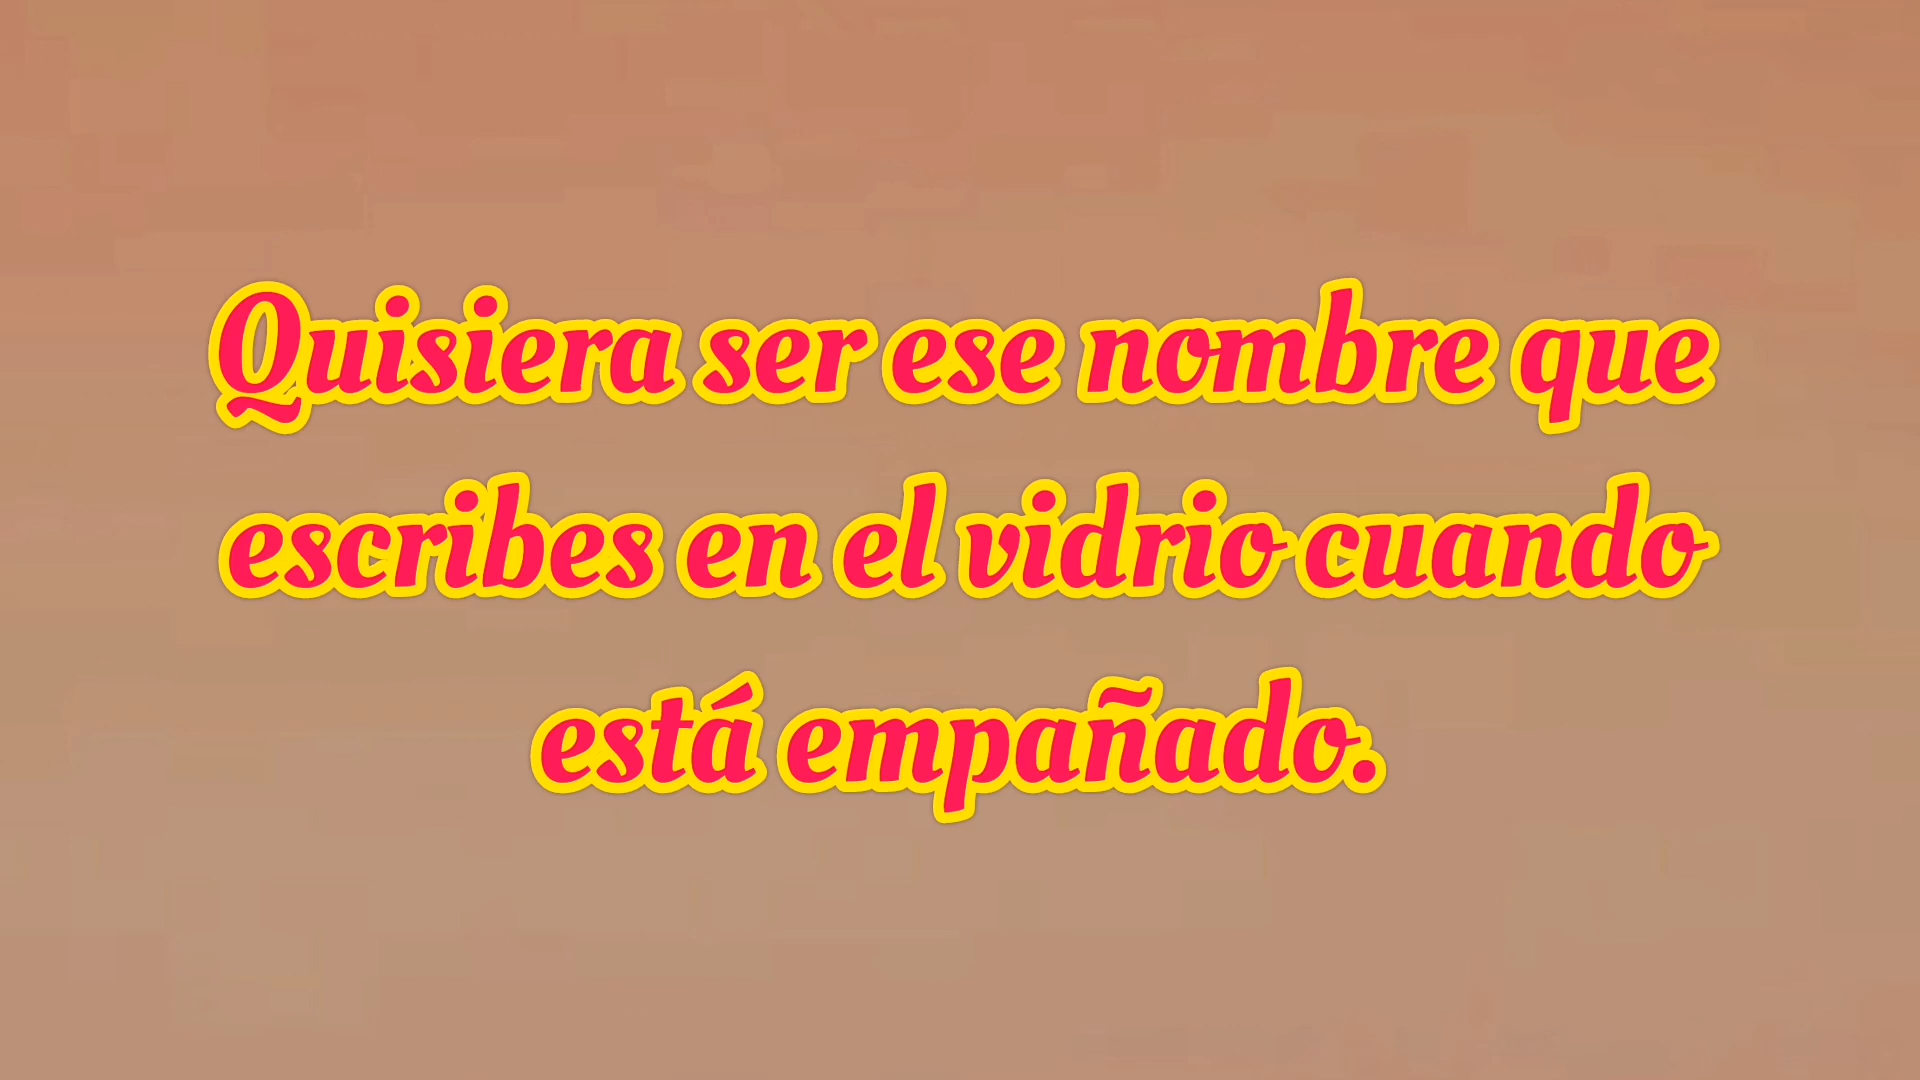 Quisiera ser ese nombre que
escribes en el vidrio cuando
está empañado.